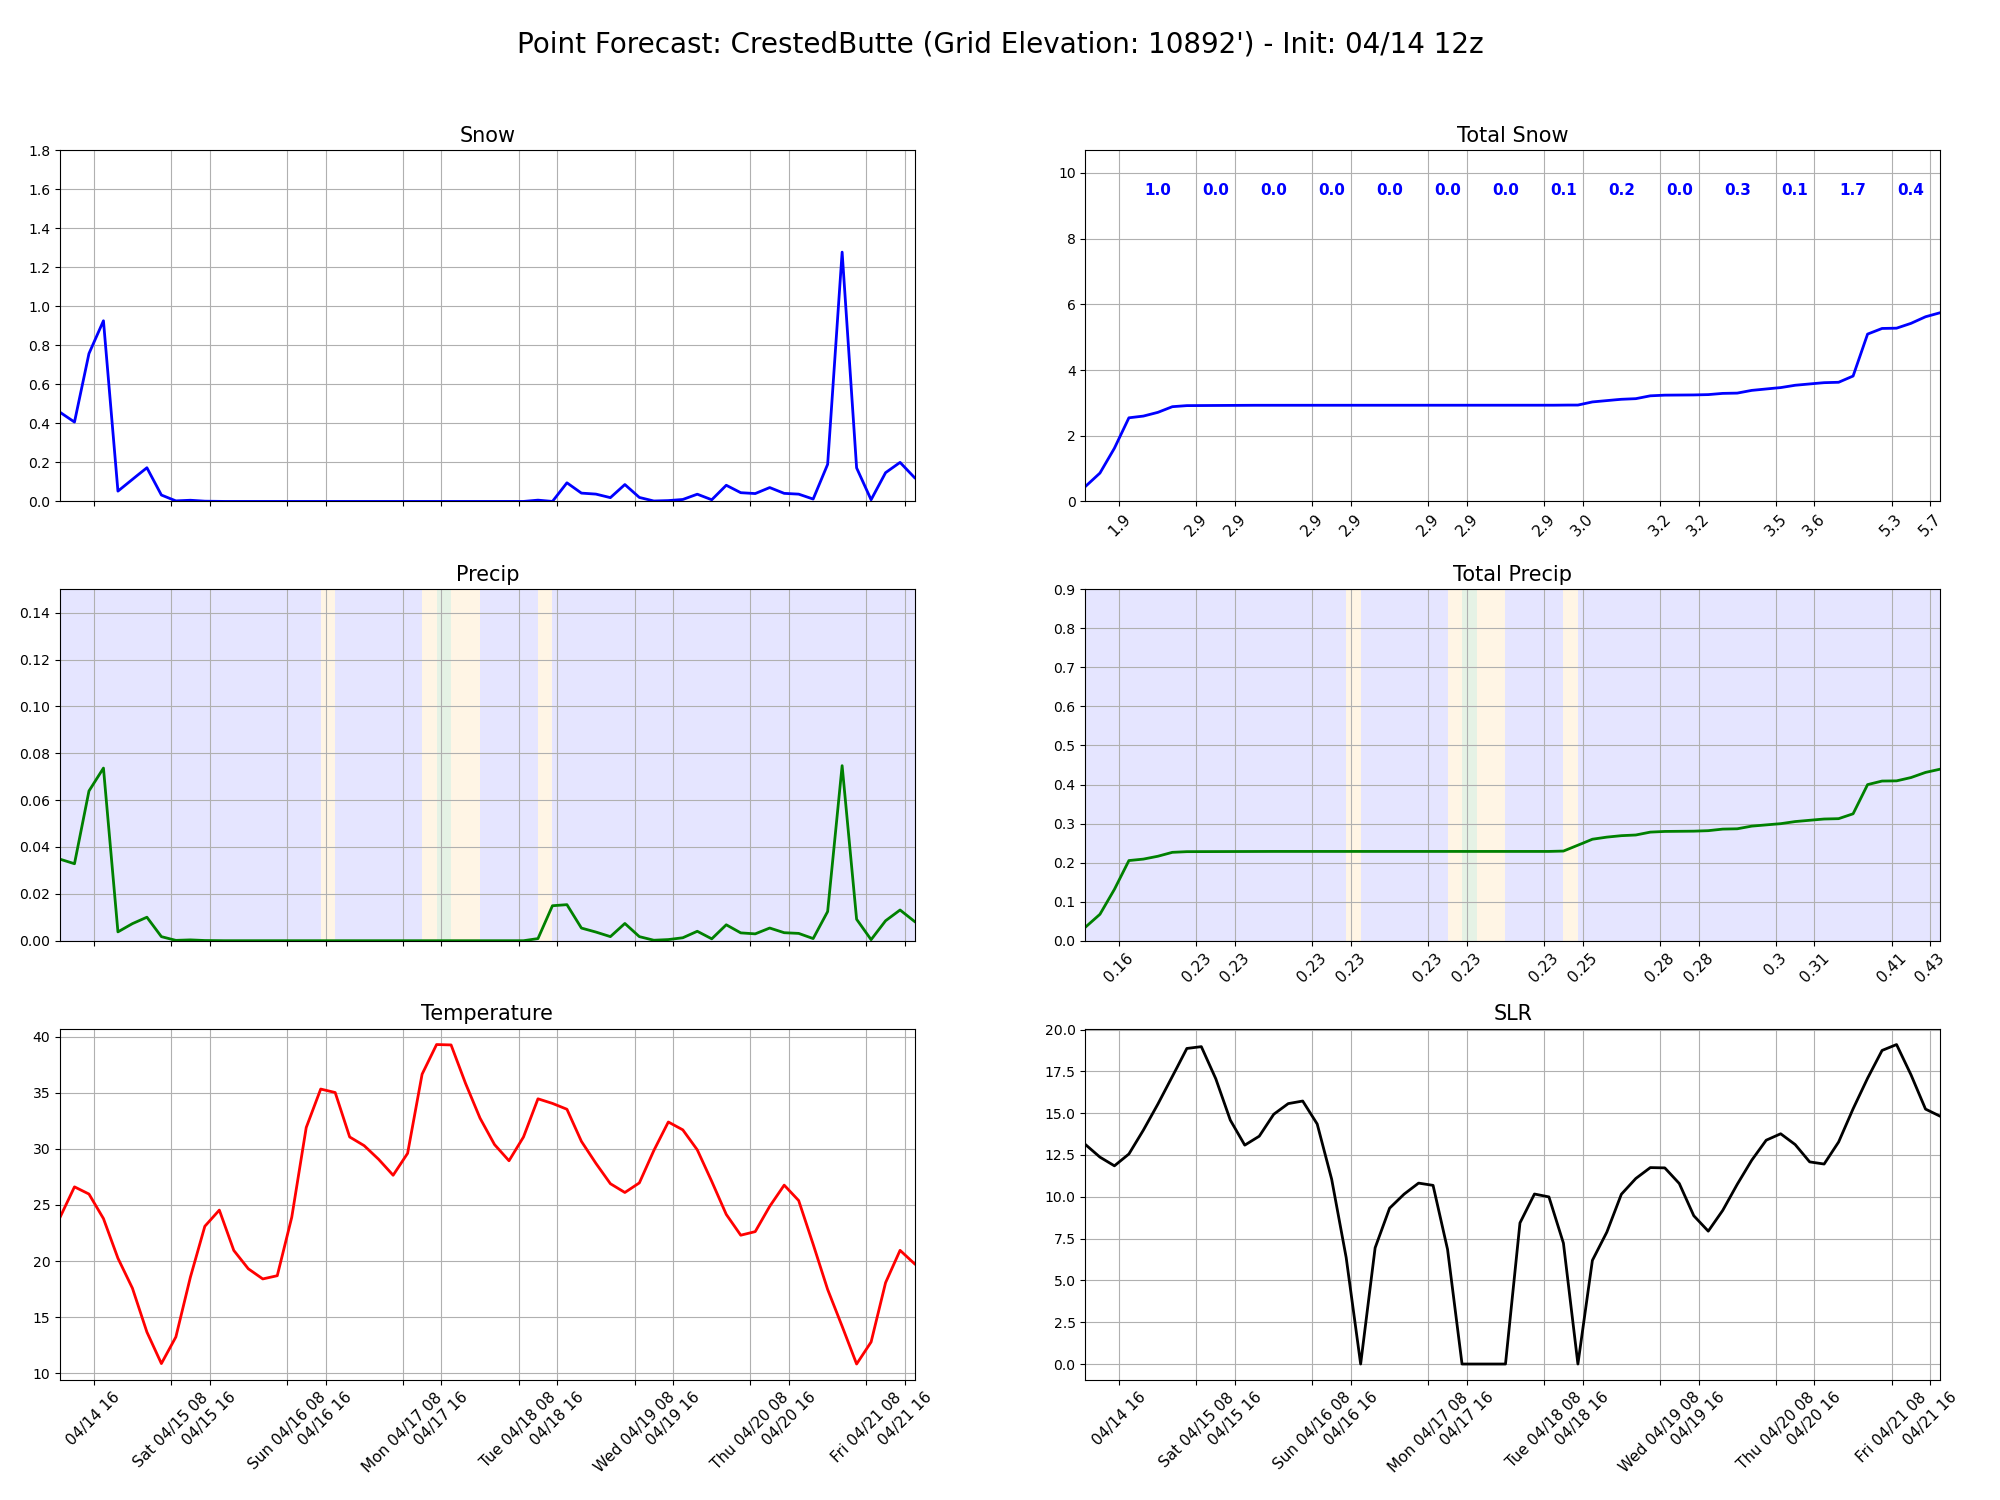 Point Forecast: CrestedButte (Grid Elevation: 10892') - Init: 04/14 12z
Snow
1.8
1.6
1.4
1.2
1.0
0.8
0.6
0.4
0.2
0.0
Total Snow
10
8
6
4
2
0
1.0 0.0 0.0 0.0 0.0 0.0 0.0 0.1 0.2 0.0 0.3 0.1 1.7 0.4
1.9 2.9 2.9 2.9 2.9 2.9 2.9 2.9 3.0 3.2 3.2 3.5 3.6 5.3 5.7
Precip
0.14
0.12
0.10
0.08
0.06
0.04
0.02
0.00
Total Precip
0.9
0.8
0.7
0.6
0.5
0.4
0.3
0.2
0.1
0.0
0.16 0.23 0.23 0.23 0.23 0.23 0.23 0.23 0.25 0.28 0.28 0.3 0.31 0.41 0.43
Temperature
40
35
30
25
20
15
10
04/14 16
Sat 04/15 08
04/15 16
Sun 04/16 08
04/16 16
Mon 04/17 08
04/17 16
Tue 04/18 08
04/18 16
Wed 04/19 08
04/19 16
Thu 04/20 08
04/20 16
Fri 04/21 08
04/21 16
SLR
20.0
17.5
15.0
12.5
10.0
7.5
5.0
2.5
0.0
04/14 16
Sat 04/15 08
04/15 16
Sun 04/16 08
04/16 16
Mon 04/17 08
04/17 16
Tue 04/18 08
04/18 16
Wed 04/19 08
04/19 16
Thu 04/20 08
04/20 16
Fri 04/21 08
04/21 16